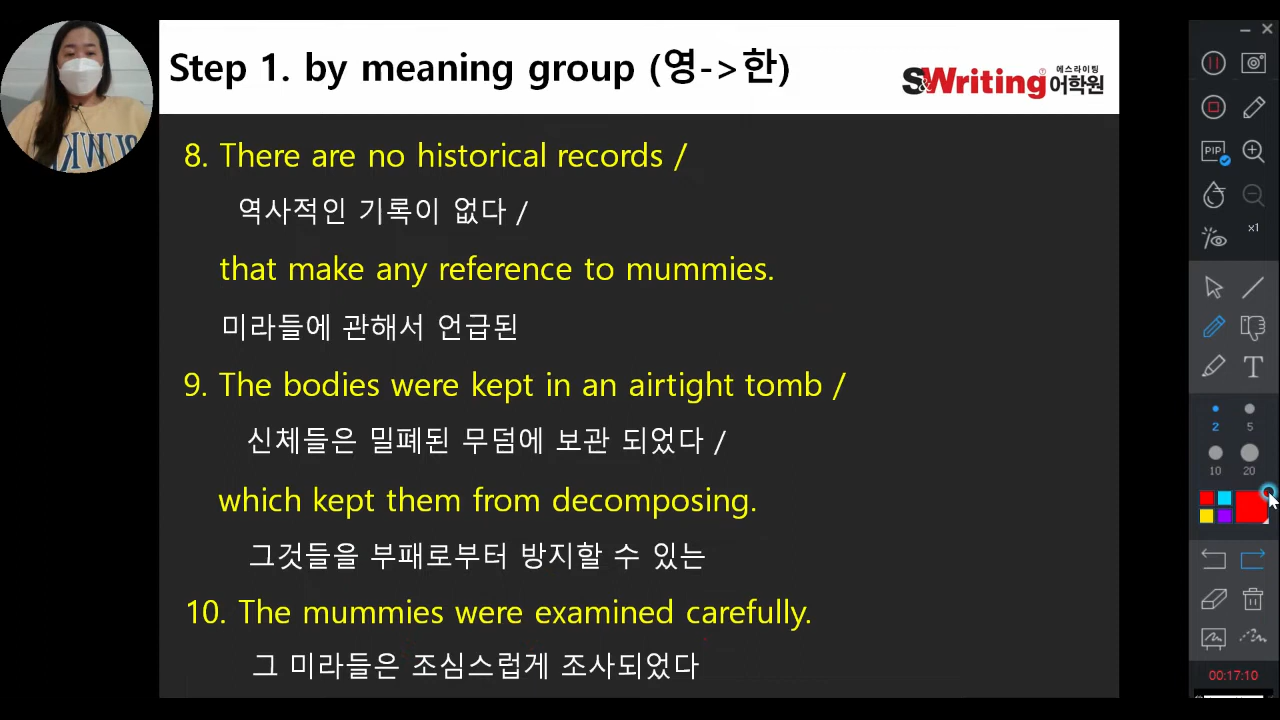 Step 1. by meaning group (영->한)
에스라이팅
S&Writing 어학원
8. There are no historical records /
역사적인 기록이 없다 /
that make any reference to mummies.
미라들에 관해서 언급된
9. The bodies were kept in an airtight tomb /
신체들은 밀폐된 무덤에 보관 되었다 /
which kept them from decomposing.
그것들을 부패로부터 방지할 수 있는
10. The mummies were examined carefully.
그 미라들은 조심스럽게 조사되었다
PIP
x1
T
2 5
10 20
00:17:10